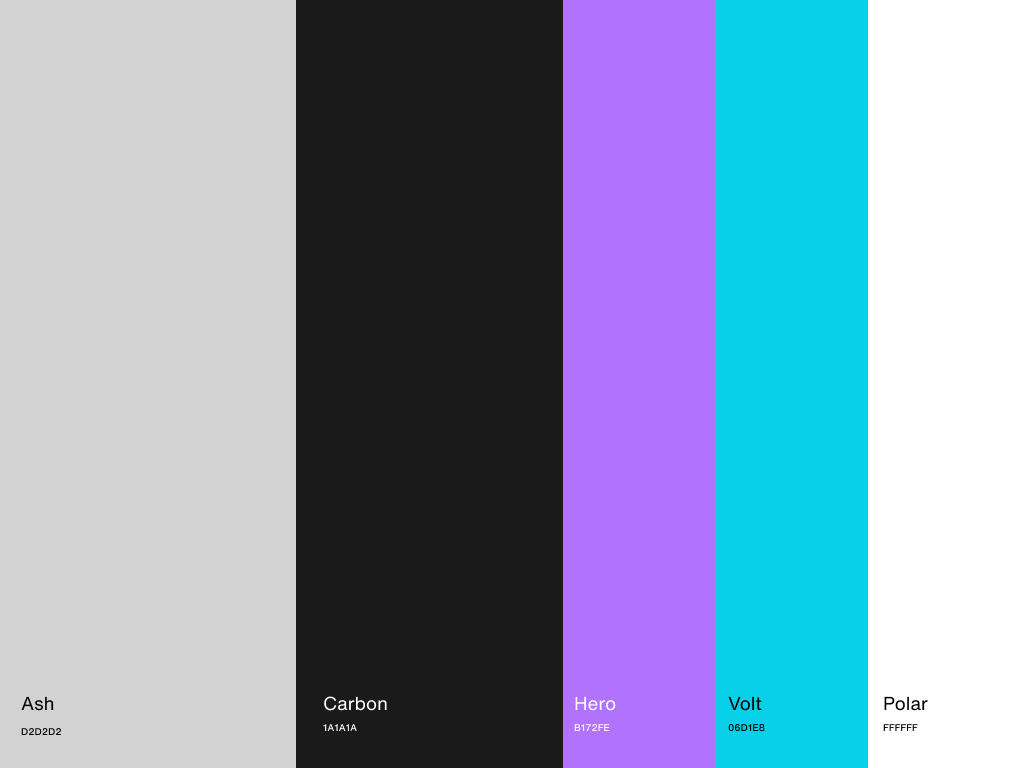 Ash
D2D2D2
Carbon
1A1A1A
Hero
B172FE
Volt
06D1E8
Polar
FFFFFF